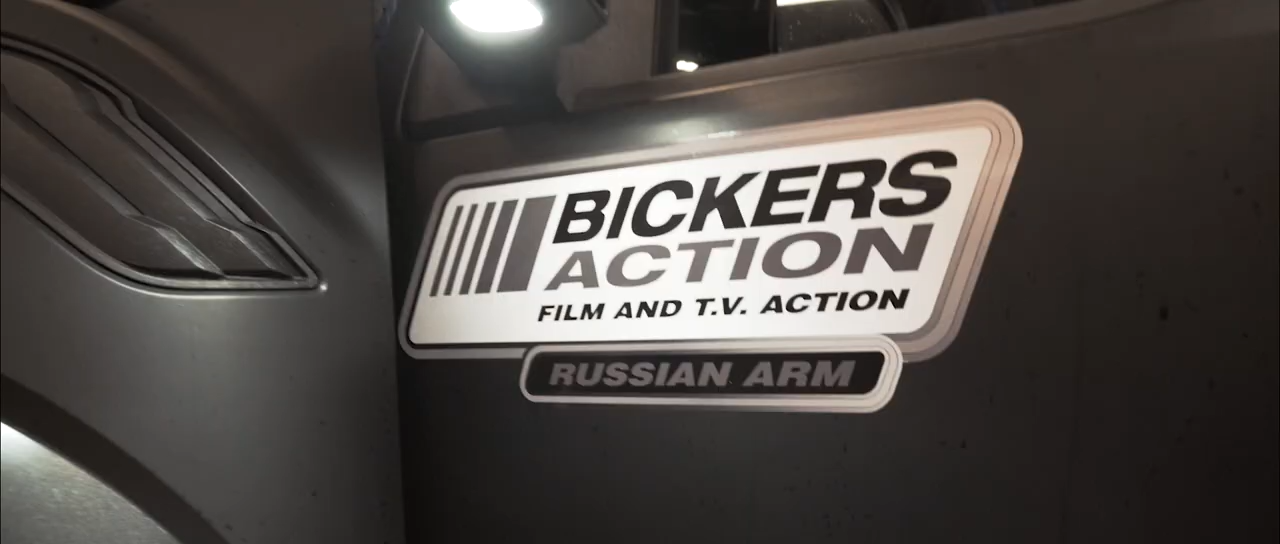 BICKERS
ACTION
FILM AND T.V. ACTION
RUSSIAN ARM